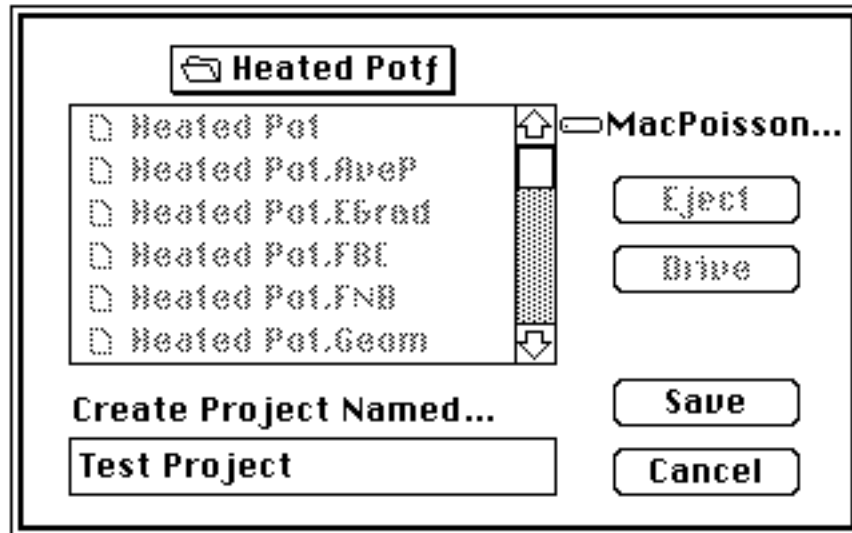 Heated Potƒ
Heated Pot
Heated Pot.AveP
Heated Pot.EGrad
Heated Pot.FBC
Heated Pot.FNB
Heated Pot.Geom
MacPoisson...
Eject
Drive
Create Project Named...
Test Project
Save
Cancel